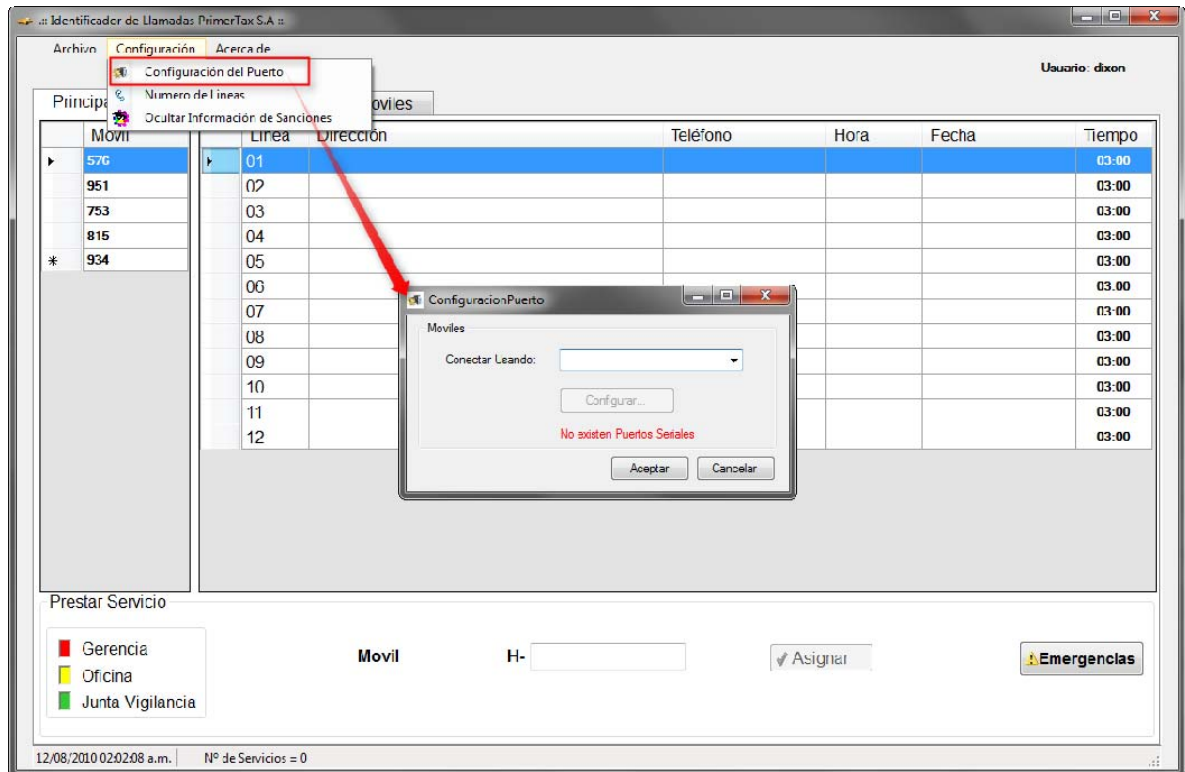 .:: Identificador de Llamadas PrimerTax S.A ::
Archivo Configuración Acerca de
Configuración del Puerto
Numero de Lineas
Ocultar Información de Sanciones
Usuario: dixon
Principa
oviles
Movil
576
951
753
815
* 934
Linea Dirección Teléfono Hora Fecha Tiempo
01 03:00
02 03:00
03 03:00
04 03:00
05 03:00
06 03:00
07 03:00
08 03:00
09 03:00
10 03:00
11 03:00
12 03:00
ConfiguracionPuerto
Moviles
Conectar Usando:
Configurar...
No existen Puertos Seriales
Aceptar Cancelar
Prestar Servicio
Gerencia
Oficina
Junta Vigilancia
Movil H-
Asignar
Emergencias
12/08/2010 02:02:08 a.m. Nº de Servicios = 0